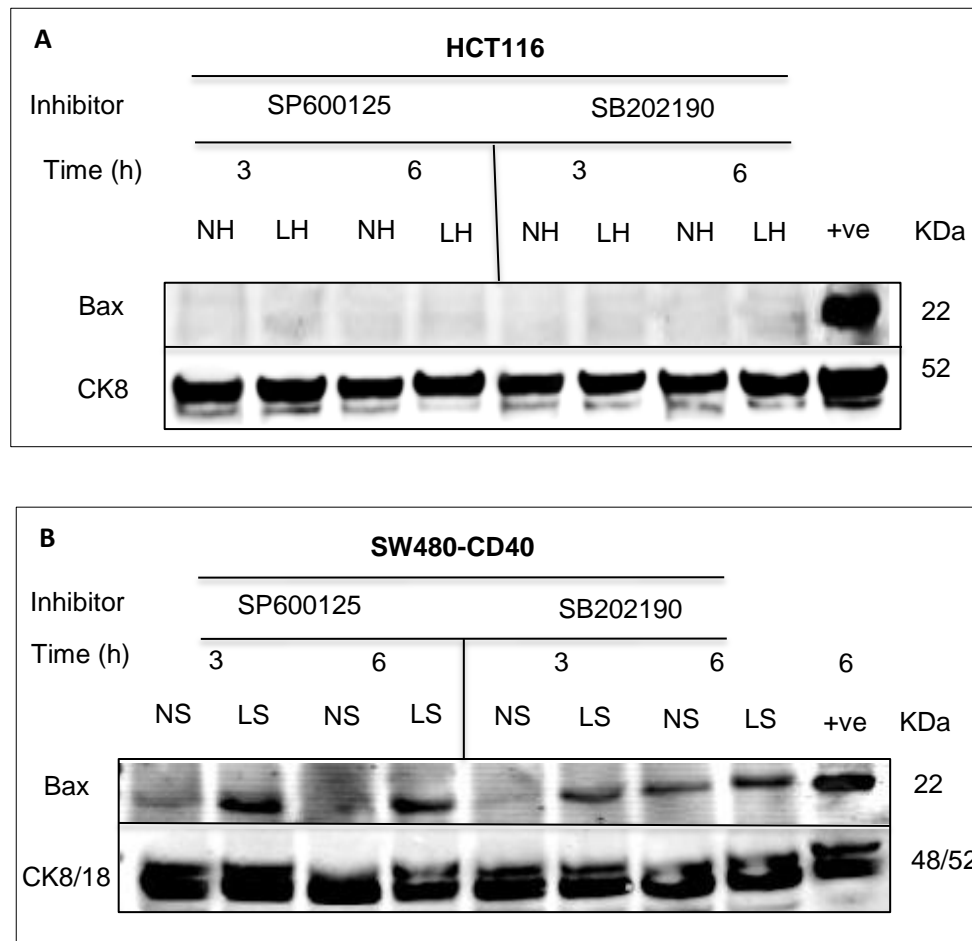 A
HCT116
Inhibitor SP600125 SB202190
Time (h) 3 6 3 6
NH LH NH LH NH LH NH LH +ve KDa
Bax 22
CK8 52
B
SW480-CD40
Inhibitor SP600125 SB202190
Time (h) 3 6 3 6 6
NS LS NS LS NS LS NS LS +ve KDa
Bax 22
CK8/18 48/52